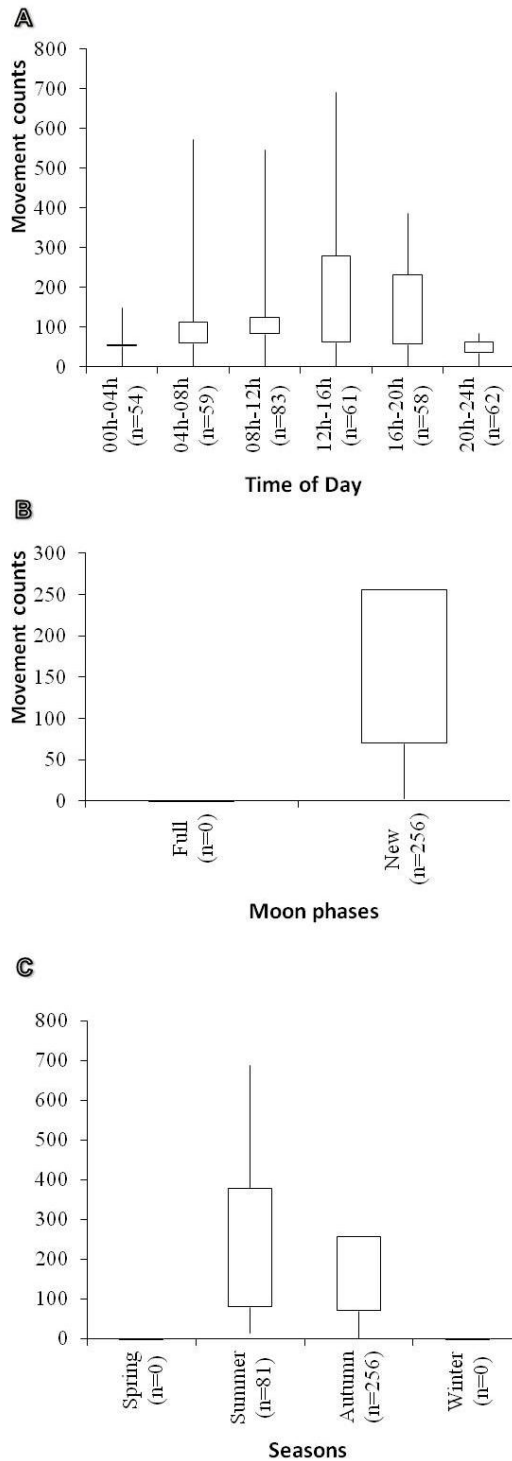 A
Movement counts
800
700
600
500
400
300
200
100
0
00h-04h
(n=54)
04h-08h
(n=59)
08h-12h
(n=83)
12h-16h
(n=61)
16h-20h
(n=58)
20h-24h
(n=62)
Time of Day
B
Movement counts
300
250
200
150
100
50
0
Full
(n=0)
New
(n=256)
Moon phases
C
800
700
600
500
400
300
200
100
0
Spring
(n=0)
Summer
(n=81)
Autumn
(n=256)
Winter
(n=0)
Seasons